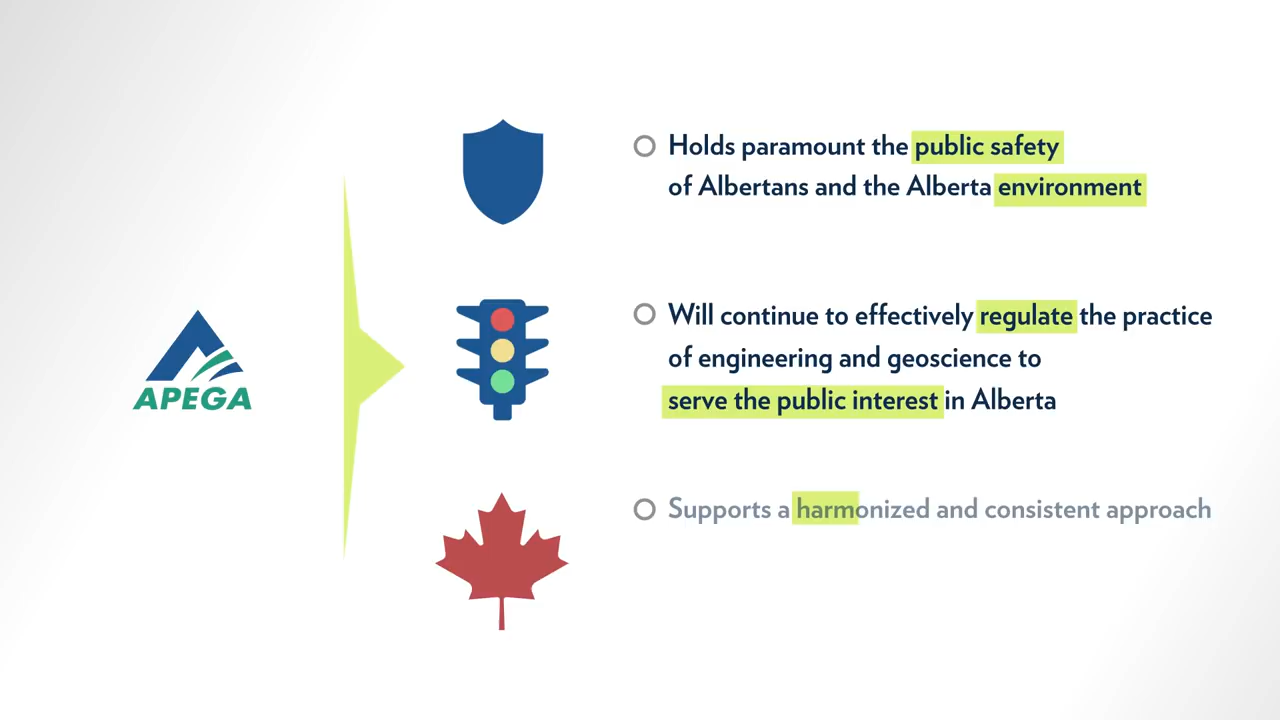 APEGA
Holds paramount the public safety
of Albertans and the Alberta environment
Will continue to effectively regulate the practice
of engineering and geoscience to
serve the public interest in Alberta
Supports a harmonized and consistent approach